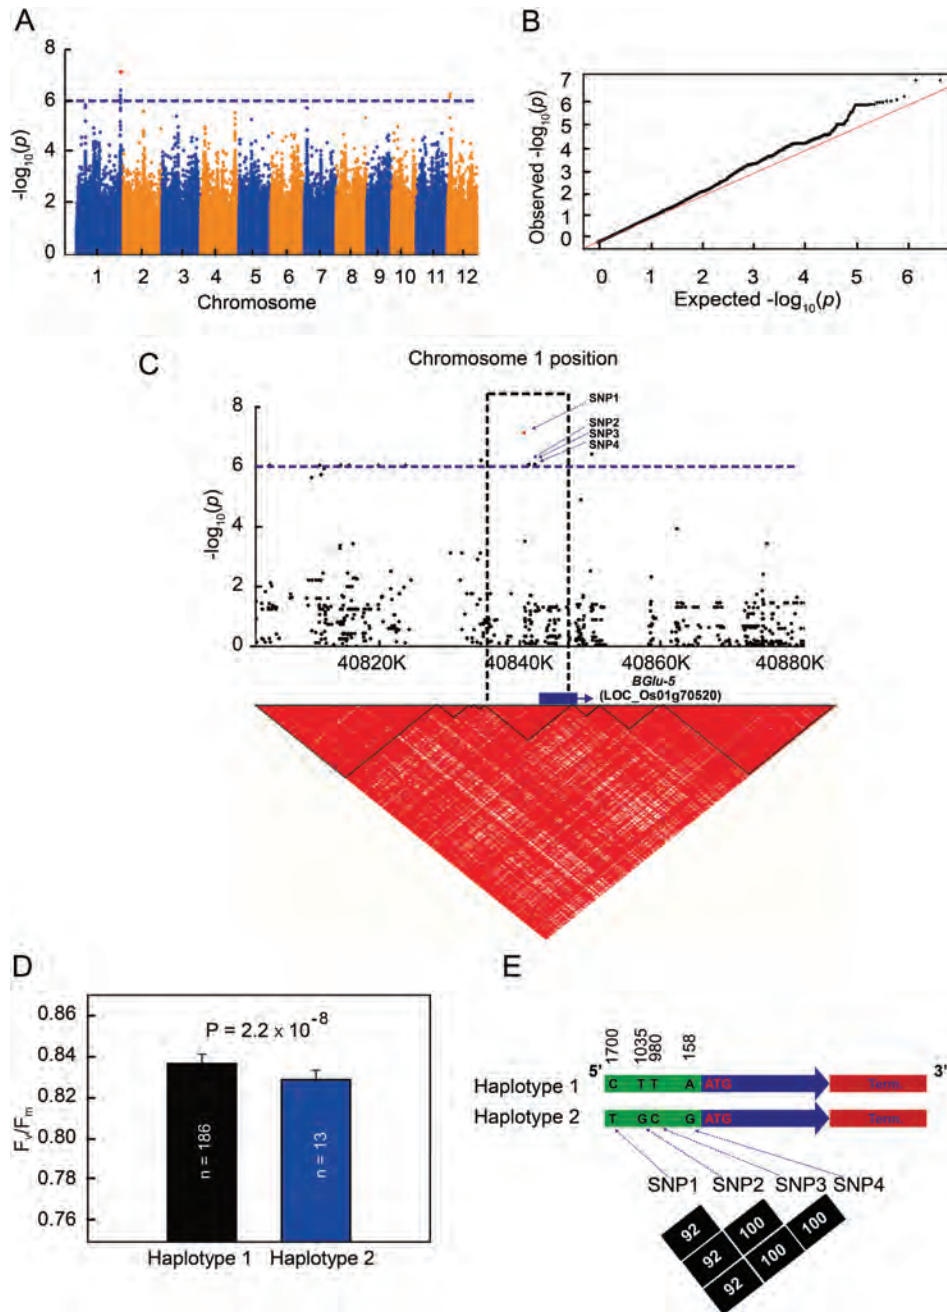 A
8
6
4
2
0
-log10(p)
1 2 3 4 5 6 7 8 9 10 11 12
Chromosome
B
7
6
5
4
3
2
1
0
Observed -log10(p)
0 1 2 3 4 5 6
Expected -log10(p)
C
Chromosome 1 position
8
6
4
2
0
-log10(p)
SNP1
SNP2
SNP3
SNP4
40820K 40840K 40860K 40880K
BGlu-5
(LOC_Os01g70520)
D
0.86
0.84
0.82
0.80
0.78
0.76
Fv/Fm
P = 2.2 x 10-8
n = 186
n = 13
Haplotype 1 Haplotype 2
E
1700 1035 980 158
5' 3'
Haplotype 1 C T T A ATG Term.
Haplotype 2 T G C G ATG Term.
SNP1 SNP2 SNP3 SNP4
92 100 100
92 100
92